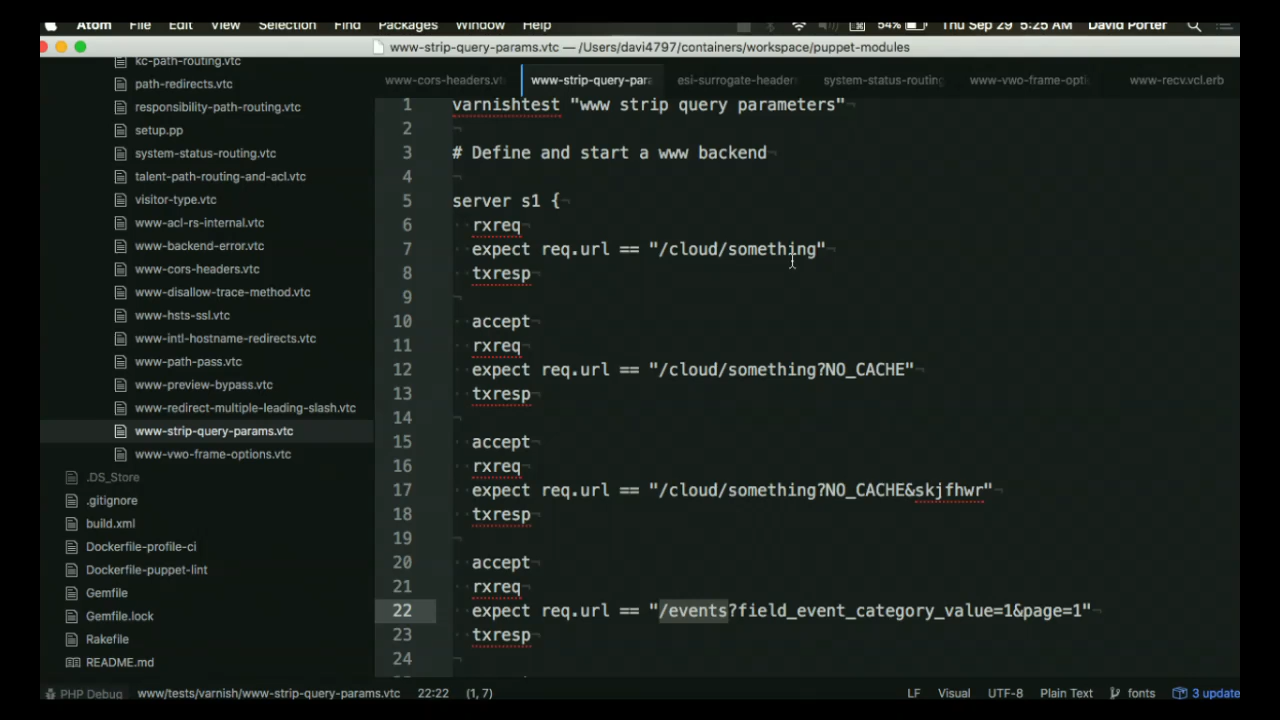 Atom File Edit View Selection Find Packages Window Help 54% Thu Sep 29 5:25 AM David Porter
www-strip-query-params.vtc — /Users/davi4797/containers/workspace/puppet-modules
www-cors-headers.vt www-strip-query-para esi-surrogate-header system-status-routing www-vwo-frame-opti www-recv.vcl.erb
kc-path-routing.vtc
path-redirects.vtc
responsibility-path-routing.vtc
setup.pp
system-status-routing.vtc
talent-path-routing-and-acl.vtc
visitor-type.vtc
www-acl-rs-internal.vtc
www-backend-error.vtc
www-cors-headers.vtc
www-disallow-trace-method.vtc
www-hsts-ssl.vtc
www-intl-hostname-redirects.vtc
www-path-pass.vtc
www-preview-bypass.vtc
www-redirect-multiple-leading-slash.vtc
www-strip-query-params.vtc
www-vwo-frame-options.vtc
.DS_Store
.gitignore
build.xml
Dockerfile-profile-ci
Dockerfile-puppet-lint
Gemfile
Gemfile.lock
Rakefile
README.md
1 varnishtest "www strip query parameters"
2
3 # Define and start a www backend
4
5 server s1 {
6 rxreq
7 expect req.url == "/cloud/something"
8 txresp
9
10 accept
11 rxreq
12 expect req.url == "/cloud/something?NO_CACHE"
13 txresp
14
15 accept
16 rxreq
17 expect req.url == "/cloud/something?NO_CACHE&skjfhwr"
18 txresp
19
20 accept
21 rxreq
22 expect req.url == "/events?field_event_category_value=1&page=1"
23 txresp
24
PHP Debug www/tests/varnish/www-strip-query-params.vtc 22:22 (1, 7) LF Visual UTF-8 Plain Text fonts 3 update